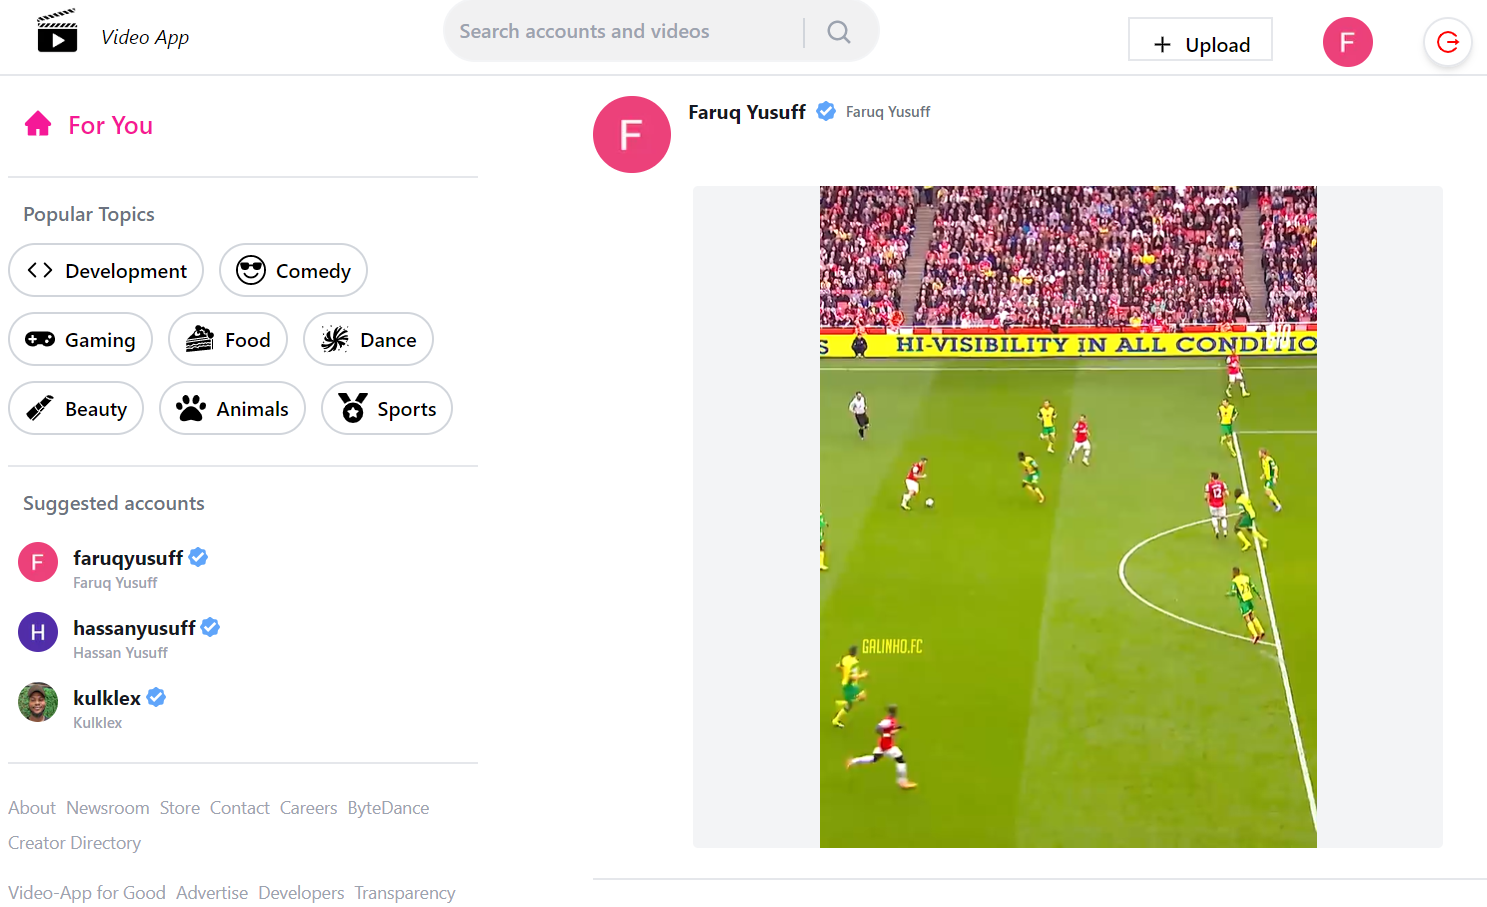 Video App
Search accounts and videos
Upload
F
For You
Popular Topics
Development
Comedy
Gaming
Food
Dance
Beauty
Animals
Sports
Suggested accounts
F
faruqyusuff
Faruq Yusuff
H
hassanyusuff
Hassan Yusuff
kulklex
Kulklex
About Newsroom Store Contact Careers ByteDance
Creator Directory
Video-App for Good Advertise Developers Transparency
F
Faruq Yusuff Faruq Yusuff
S HI-VISIBILITY IN ALL CONDITIO
12
GALINHO.FC